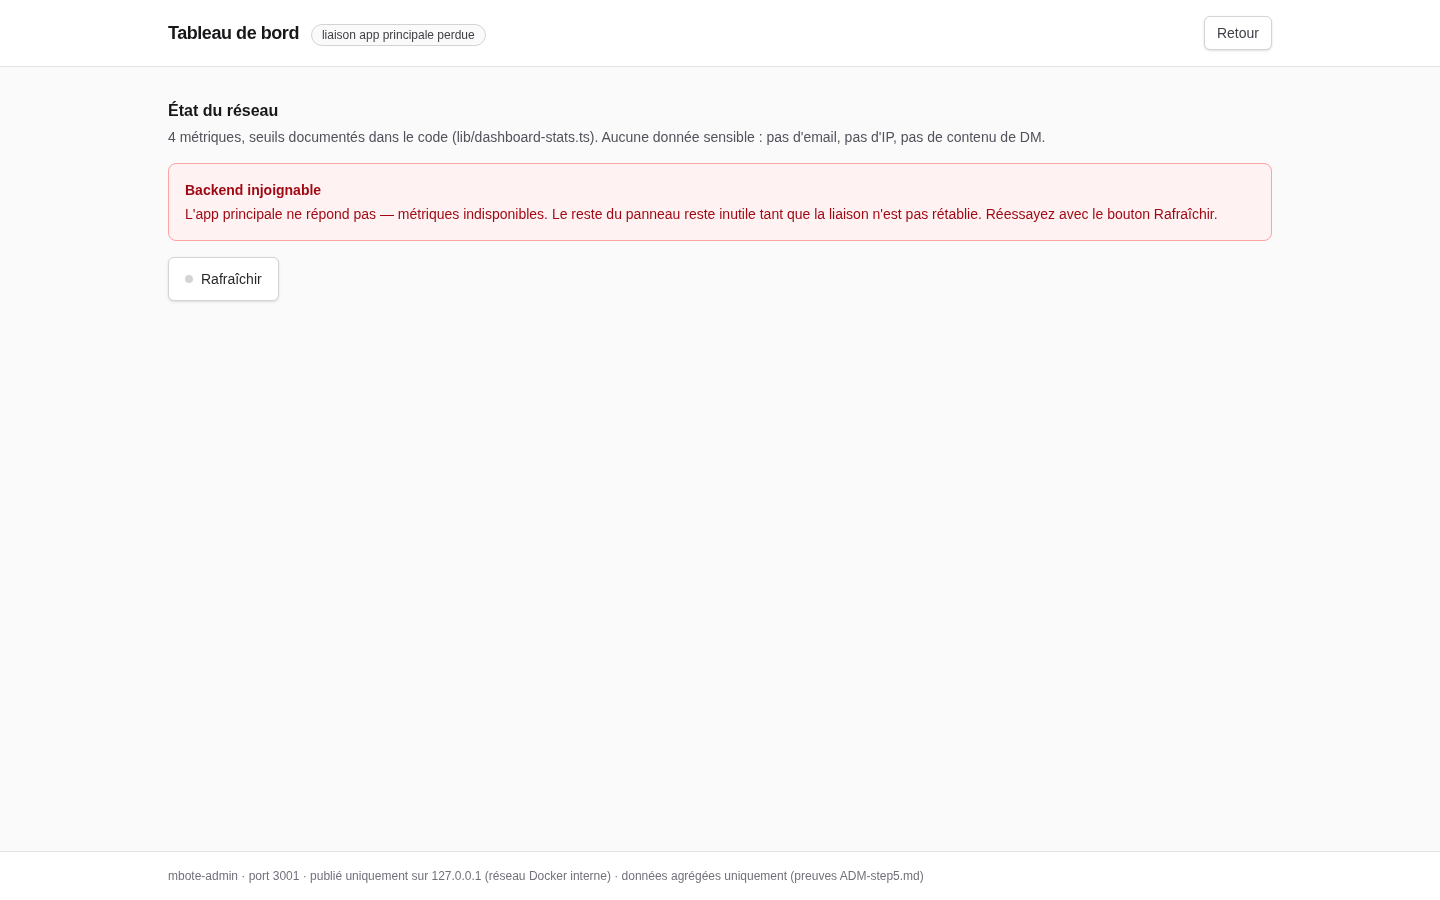 Tableau de bord
liaison app principale perdue
Retour
État du réseau
4 métriques, seuils documentés dans le code (lib/dashboard-stats.ts). Aucune donnée sensible : pas d'email, pas d'IP, pas de contenu de DM.
Backend injoignable
L'app principale ne répond pas — métriques indisponibles. Le reste du panneau reste inutile tant que la liaison n'est pas rétablie. Réessayez avec le bouton Rafraîchir.
Rafraîchir
mbote-admin · port 3001 · publié uniquement sur 127.0.0.1 (réseau Docker interne) · données agrégées uniquement (preuves ADM-step5.md)